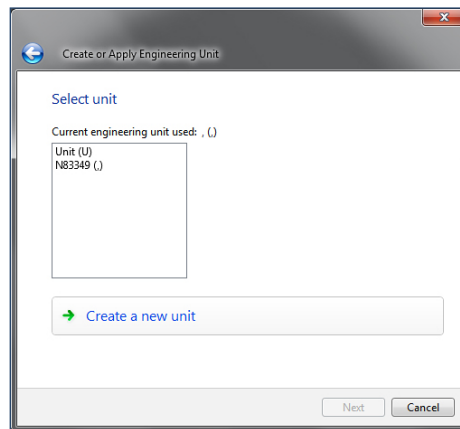 Create or Apply Engineering Unit
Select unit
Current engineering unit used: , (,)
Unit (U)
N83349 (,)
Create a new unit
Next
Cancel